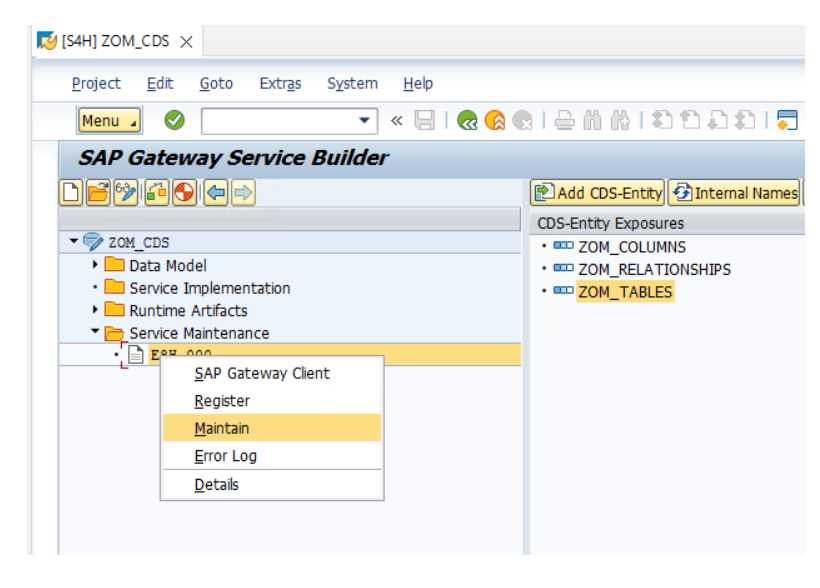 [S4H] ZOM_CDS
Project Edit Goto Extras System Help
Menu
SAP Gateway Service Builder
Add CDS-Entity Internal Names
CDS-Entity Exposures
ZOM_CDS
Data Model
Service Implementation
Runtime Artifacts
Service Maintenance
ZOM_COLUMNS
ZOM_RELATIONSHIPS
ZOM_TABLES
SAP Gateway Client
Register
Maintain
Error Log
Details